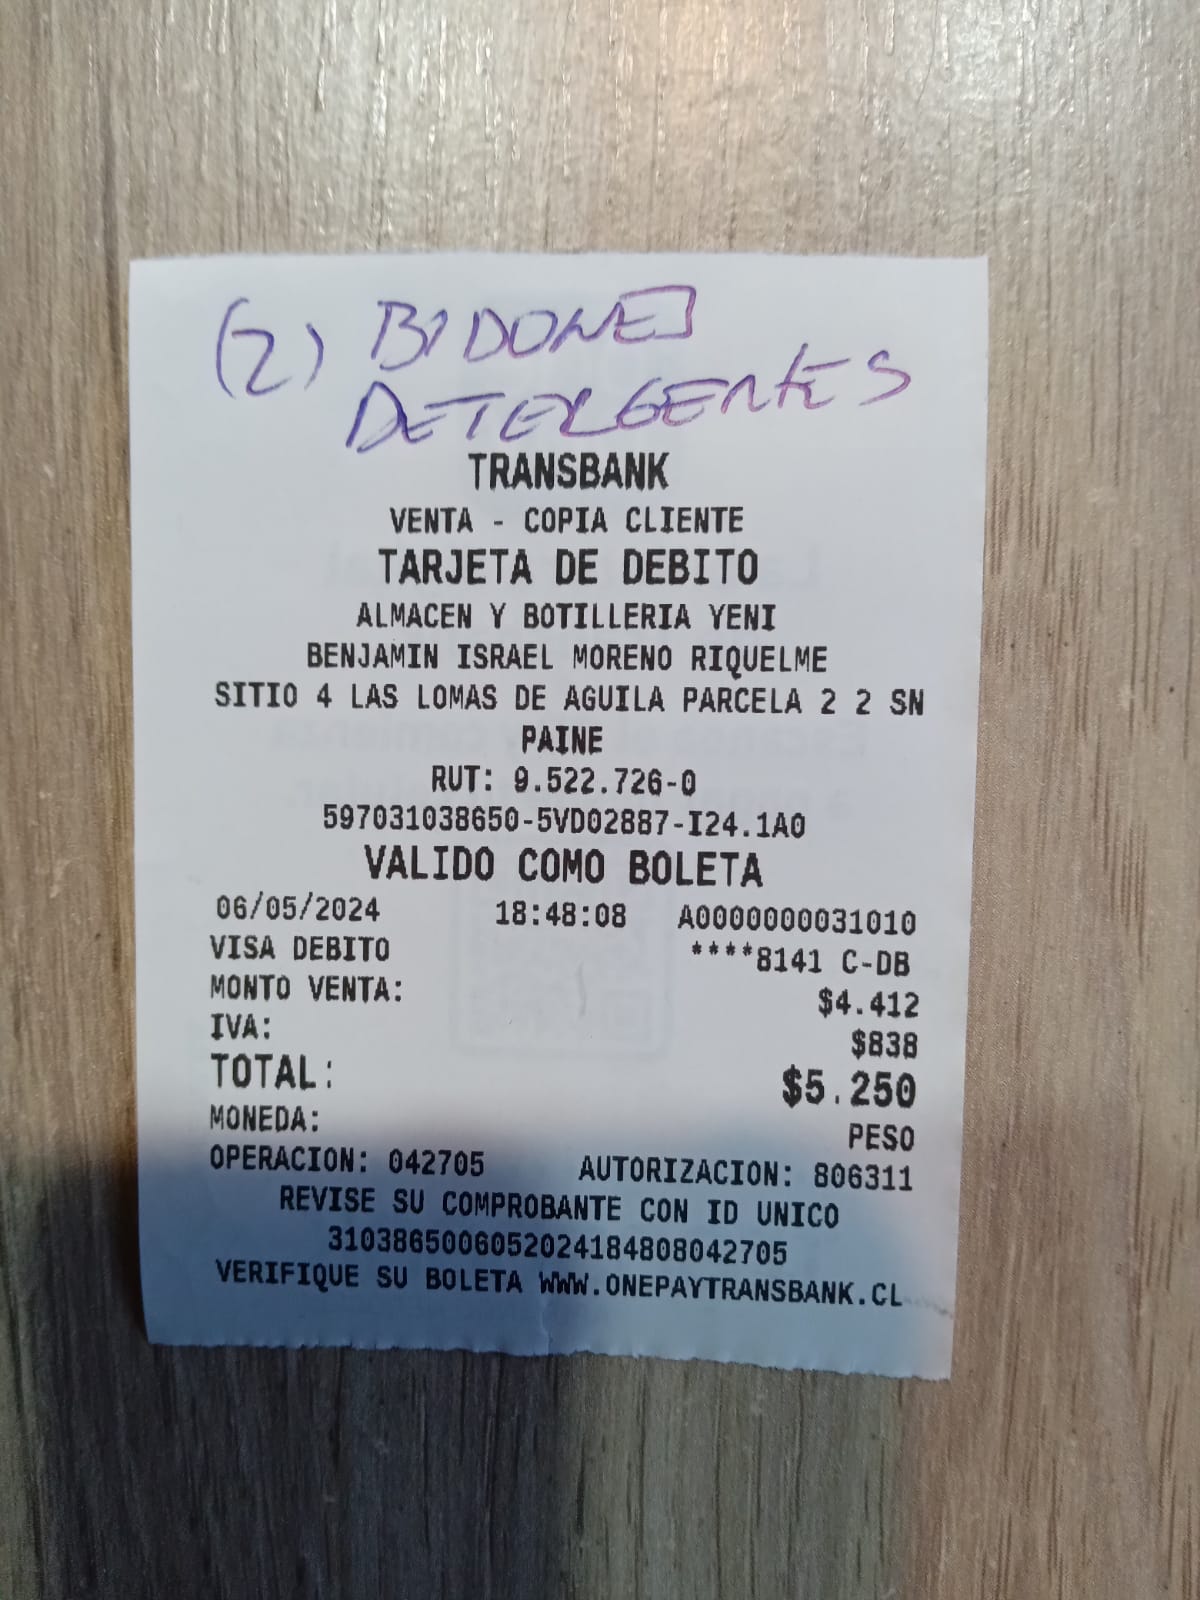 (2) BIDONES
DETERGENTES
TRANSBANK
VENTA - COPIA CLIENTE
TARJETA DE DEBITO
ALMACEN Y BOTILLERIA YENI
BENJAMIN ISRAEL MORENO RIQUELME
SITIO 4 LAS LOMAS DE AGUILA PARCELA 2 2 SN
PAINE
RUT: 9.522.726-0
597031038650-5VD02887-I24.1A0
VALIDO COMO BOLETA
06/05/2024 18:48:08 A0000000031010
VISA DEBITO ****8141 C-DB
MONTO VENTA: $4.412
IVA: $838
TOTAL: $5.250
MONEDA: PESO
OPERACION: 042705 AUTORIZACION: 806311
REVISE SU COMPROBANTE CON ID UNICO
3103865006052024184808042705
VERIFIQUE SU BOLETA WWW.ONEPAYTRANSBANK.CL